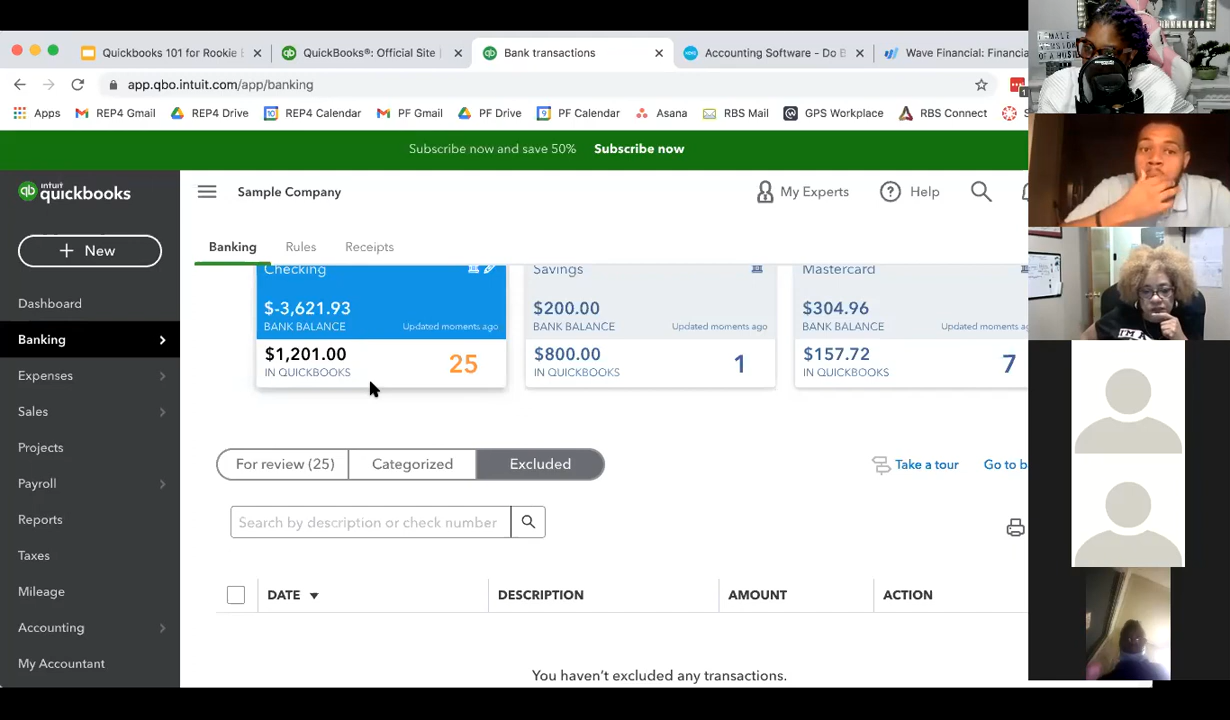 Quickbooks 101 for Rookie
QuickBooks®: Official Site
Bank transactions
Accounting Software - Do B
Wave Financial: Financia
app.qbo.intuit.com/app/banking
Apps
REP4 Gmail
REP4 Drive
REP4 Calendar
PF Gmail
PF Drive
PF Calendar
Asana
RBS Mail
GPS Workplace
RBS Connect
Subscribe now and save 50% Subscribe now
intuit
quickbooks
Sample Company
My Experts
Help
+ New
Banking
Rules
Receipts
Dashboard
Banking
Expenses
Sales
Projects
Payroll
Reports
Taxes
Mileage
Accounting
My Accountant
Checking
$-3,621.93
BANK BALANCE
Updated moments ago
$1,201.00
IN QUICKBOOKS
25
Savings
$200.00
BANK BALANCE
Updated moments ago
$800.00
IN QUICKBOOKS
1
Mastercard
$304.96
BANK BALANCE
Updated moments ago
$157.72
IN QUICKBOOKS
7
For review (25)
Categorized
Excluded
Take a tour
Go to b
Search by description or check number
DATE
DESCRIPTION
AMOUNT
ACTION
You haven't excluded any transactions.